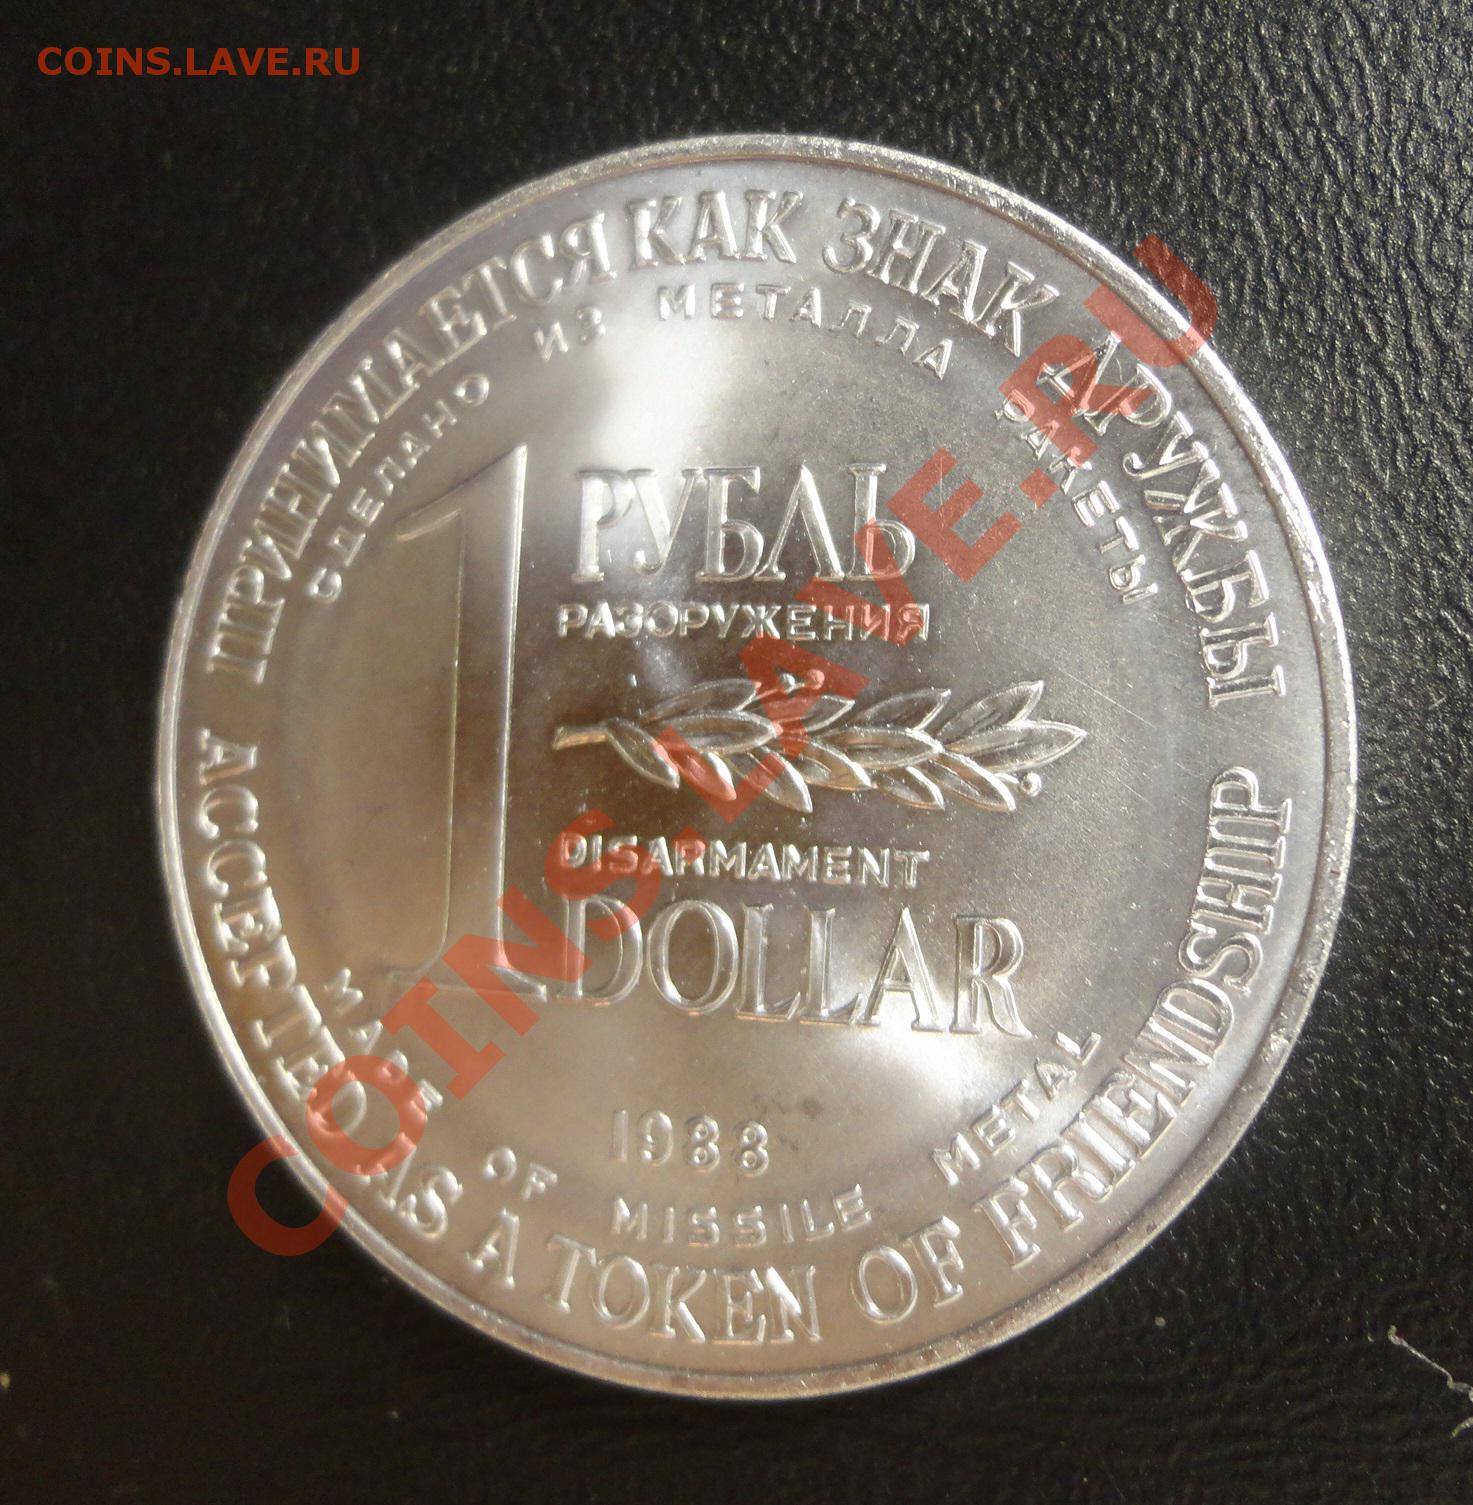 COINS.LAVE.RU
ПРИНИМАЕТСЯ КАК ЗНАК ДРУЖБЫ
СДЕЛАНО ИЗ МЕТАЛЛА РАКЕТЫ
1
РУБЛЬ
РАЗОРУЖЕНИЯ
DISARMAMENT
DOLLAR
1988
MADE OF MISSILE METAL
ACCEPTED AS A TOKEN OF FRIENDSHIP
COINS.LAVE.RU